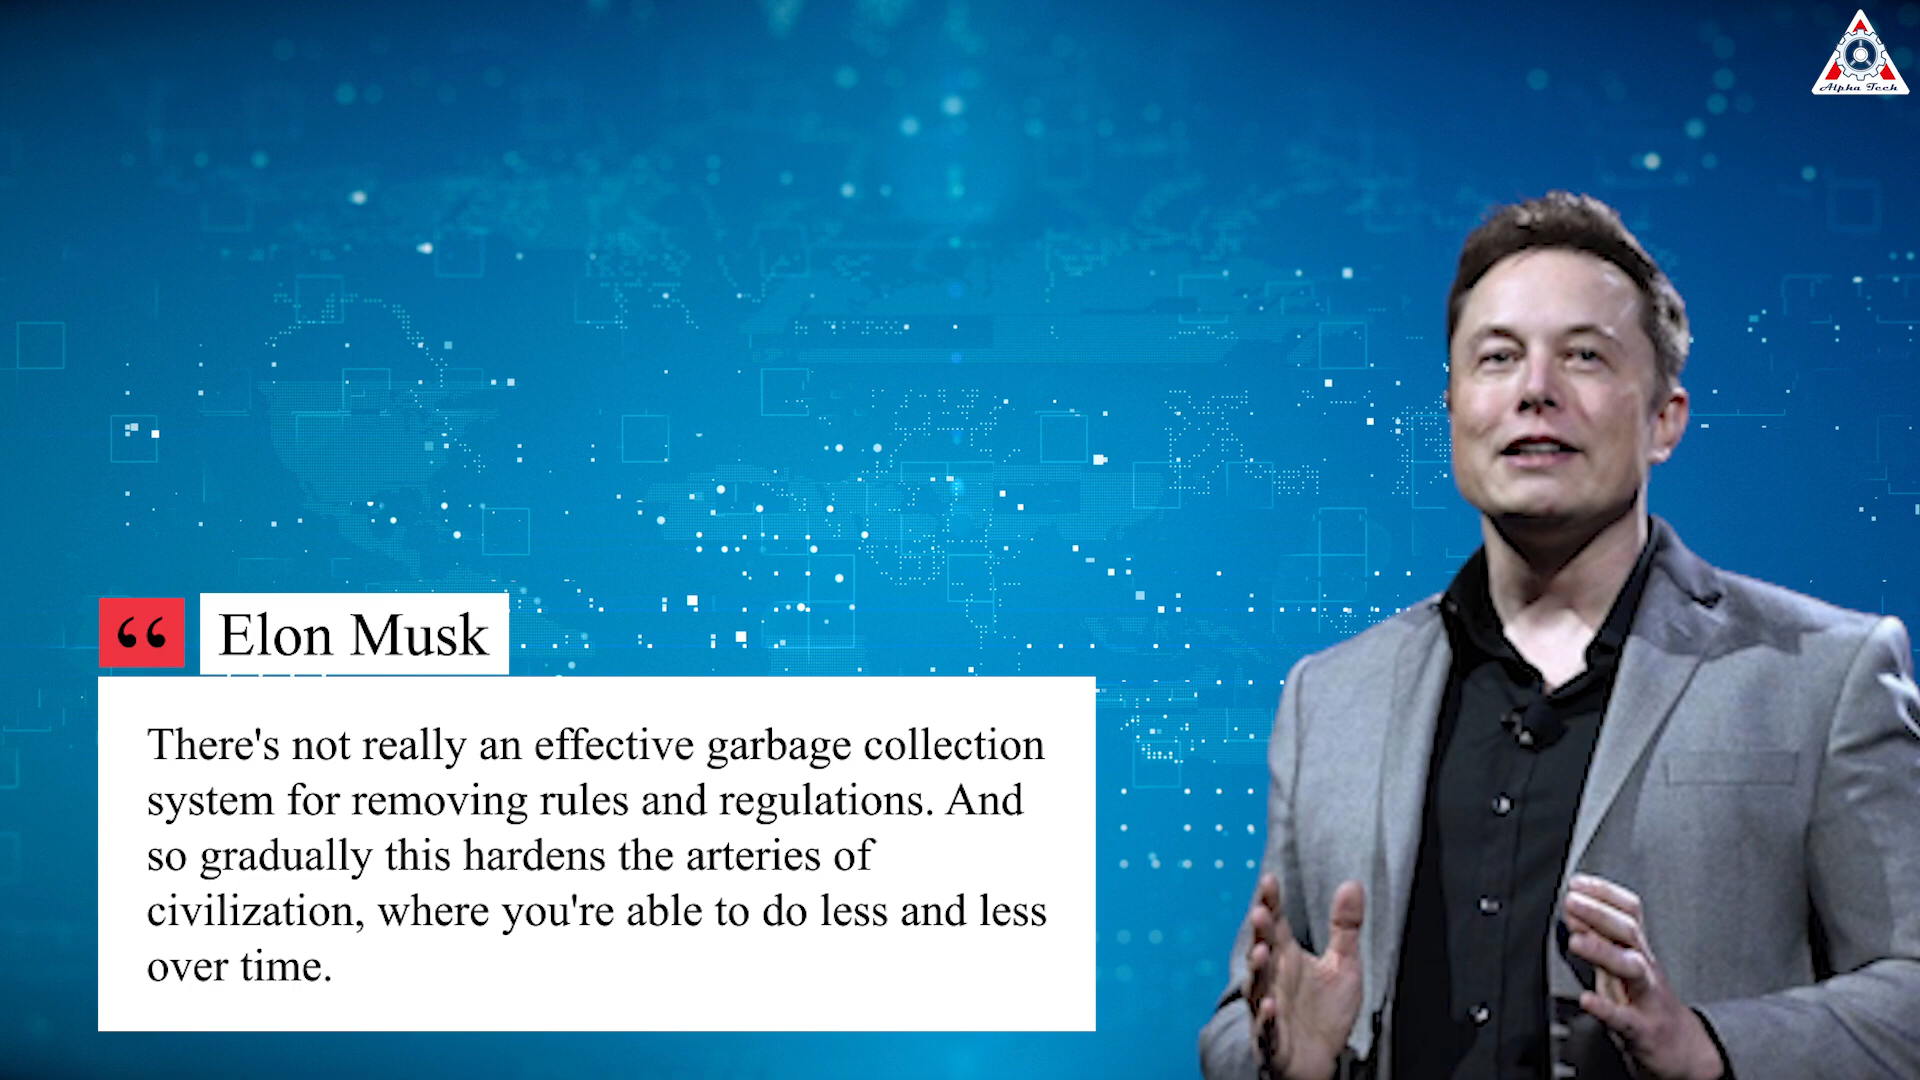 Alpha Tech
“ Elon Musk
There's not really an effective garbage collection
system for removing rules and regulations. And
so gradually this hardens the arteries of
civilization, where you're able to do less and less
over time.